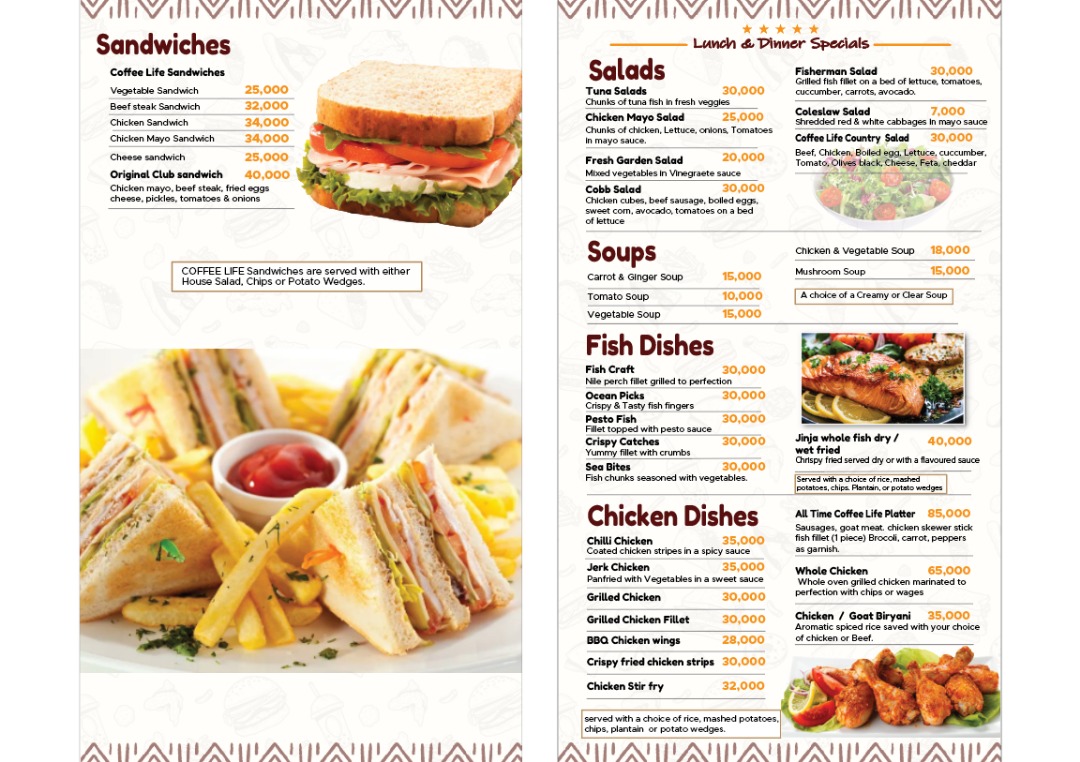 Sandwiches
Coffee Life Sandwiches
Vegetable Sandwich 25,000
Beef steak Sandwich 32,000
Chicken Sandwich 34,000
Chicken Mayo Sandwich 34,000
Cheese sandwich 25,000
Original Club sandwich 40,000
Chicken mayo, beef steak, fried eggs
cheese, pickles, tomatoes & onions
COFFEE LIFE Sandwiches are served with either
House Salad, Chips or Potato Wedges.
Lunch & Dinner Specials
Salads
Tuna Salads 30,000
Chunks of tuna fish in fresh veggies
Chicken Mayo Salad 25,000
Chunks of chicken, Lettuce, onions, Tomatoes
in mayo sauce.
Fresh Garden Salad 20,000
Mixed vegetables in Vinegraete sauce
Cobb Salad 30,000
Chicken cubes, beef sausage, boiled eggs,
sweet corn, avocado, tomatoes on a bed
of lettuce
Fisherman Salad 30,000
Grilled fish fillet on a bed of lettuce, tomatoes,
cuccumber, carrots, avocado.
Coleslaw Salad 7,000
Shredded red & white cabbages in mayo sauce
Coffee Life Country Salad 30,000
Beef, Chicken, Boiled egg, Lettuce, cuccumber,
Tomato, Olives black, Cheese, Feta, cheddar
Soups
Carrot & Ginger Soup 15,000
Tomato Soup 10,000
Vegetable Soup 15,000
Chicken & Vegetable Soup 18,000
Mushroom Soup 15,000
A choice of a Creamy or Clear Soup
Fish Dishes
Fish Craft 30,000
Nile perch fillet grilled to perfection
Ocean Picks 30,000
Crispy & Tasty fish fingers
Pesto Fish 30,000
Fillet topped with pesto sauce
Crispy Catches 30,000
Yummy fillet with crumbs
Sea Bites 30,000
Fish chunks seasoned with vegetables.
Jinja whole fish dry /
wet fried 40,000
Chrispy fried served dry or with a flavoured sauce
Served with a choice of rice, mashed
potatoes, chips. Plantain, or potato wedges
Chicken Dishes
Chilli Chicken 35,000
Coated chicken stripes in a spicy sauce
Jerk Chicken 35,000
Panfried with Vegetables in a sweet sauce
Grilled Chicken 30,000
Grilled Chicken Fillet 30,000
BBQ Chicken wings 28,000
Crispy fried chicken strips 30,000
Chicken Stir fry 32,000
served with a choice of rice, mashed potatoes,
chips, plantain or potato wedges.
All Time Coffee Life Platter 85,000
Sausages, goat meat. chicken skewer stick
fish fillet (1 piece) Brocoli, carrot, peppers
as garnish.
Whole Chicken 65,000
Whole oven grilled chicken marinated to
perfection with chips or wages
Chicken / Goat Biryani 35,000
Aromatic spiced rice saved with your choice
of chicken or Beef.